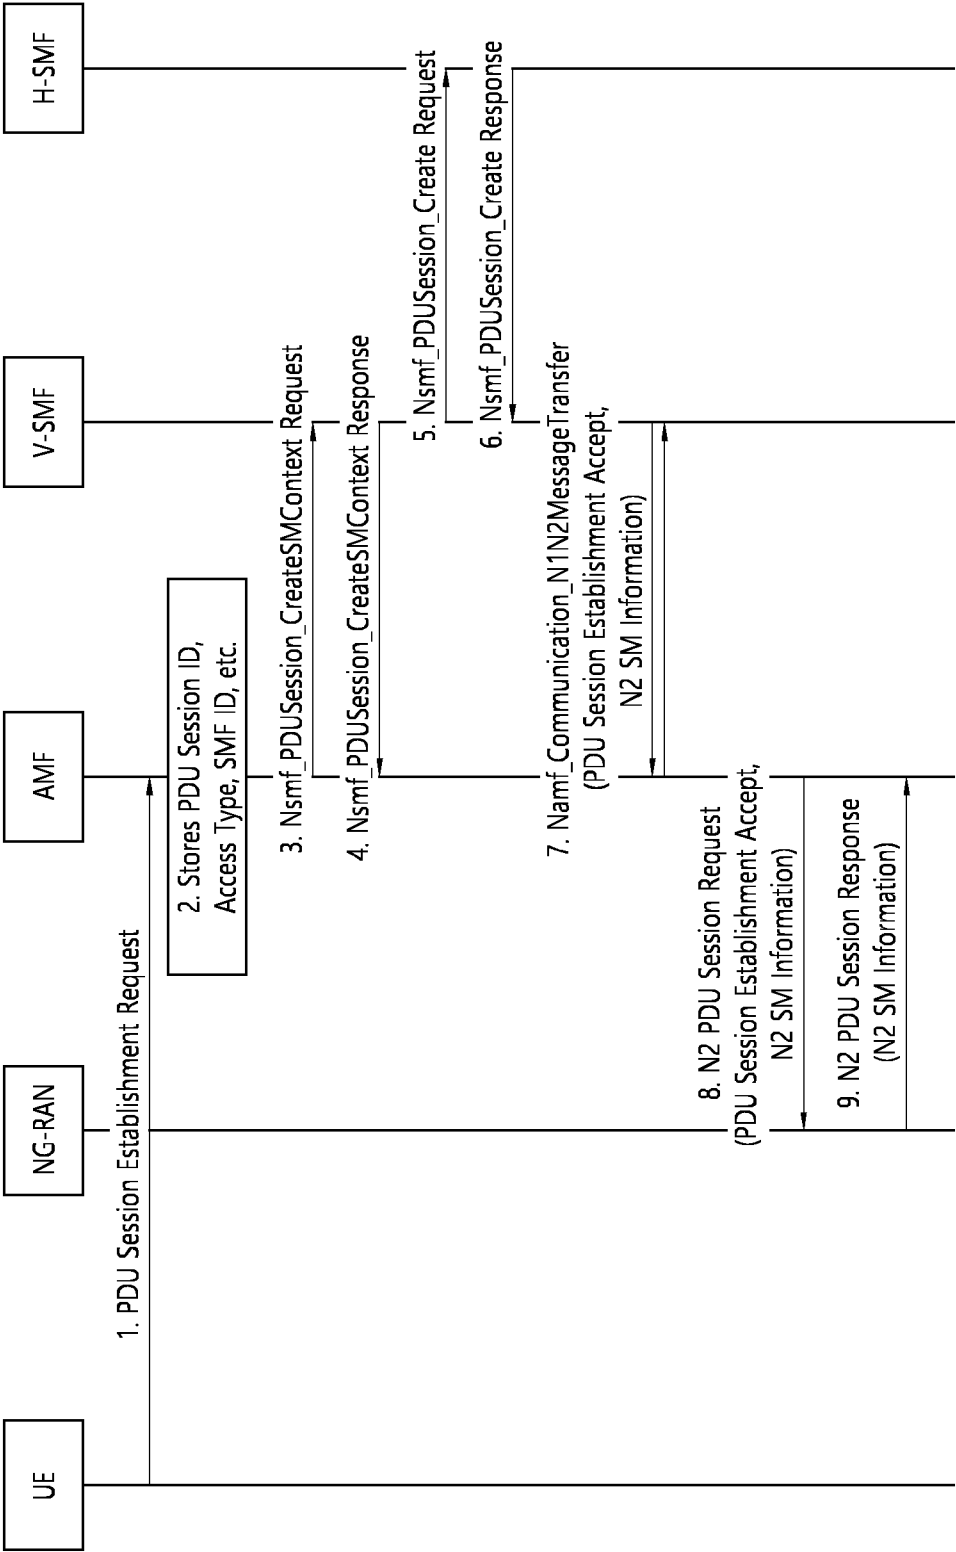 UE
NG-RAN
AMF
V-SMF
H-SMF
1. PDU Session Establishment Request
2. Stores PDU Session ID,
Access Type, SMF ID, etc.
3. Nsmf_PDUSession_CreateSMContext Request
4. Nsmf_PDUSession_CreateSMContext Response
5. Nsmf_PDUSession_Create Request
6. Nsmf_PDUSession_Create Response
7. Namf_Communication_N1N2MessageTransfer
(PDU Session Establishment Accept,
N2 SM Information)
8. N2 PDU Session Request
(PDU Session Establishment Accept,
N2 SM Information)
9. N2 PDU Session Response
(N2 SM Information)